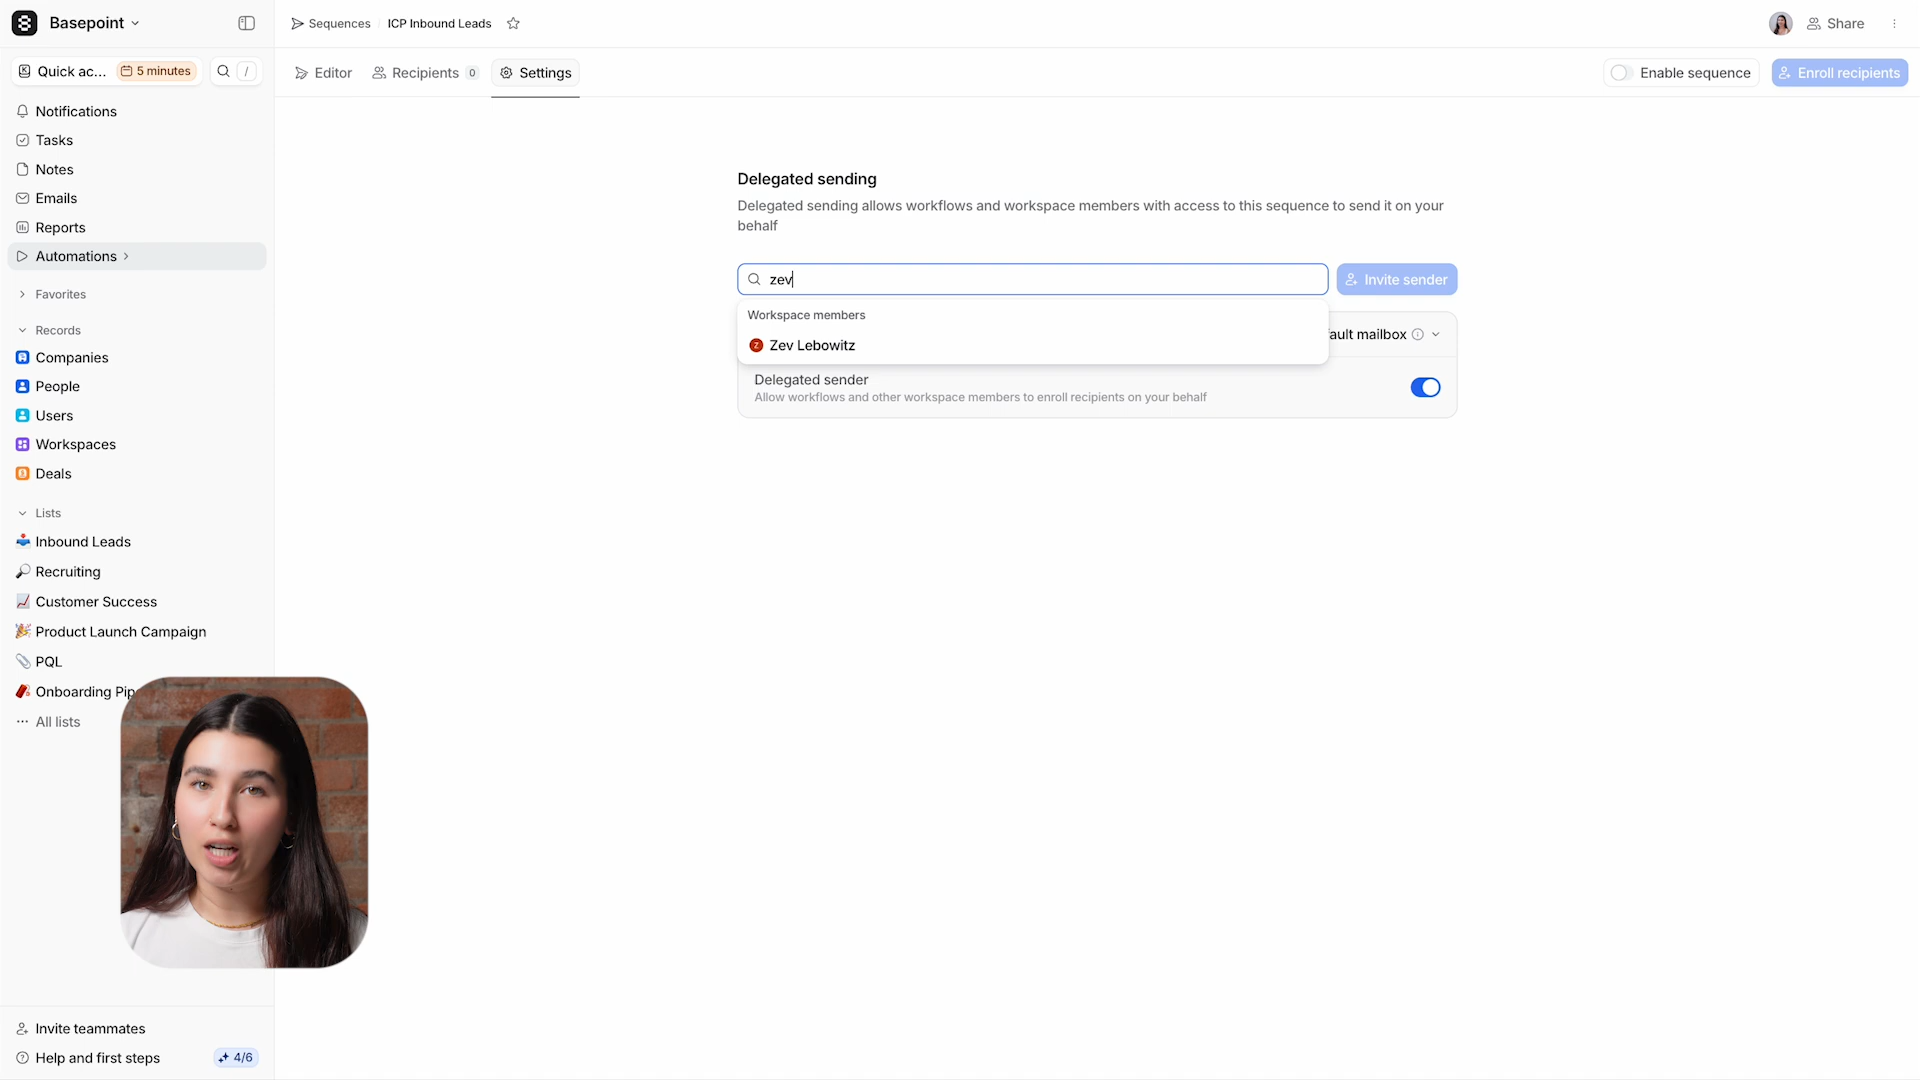 Basepoint
Sequences / ICP Inbound Leads
Share
Quick ac... 5 minutes /
Editor Recipients 0 Settings
Enable sequence Enroll recipients
Notifications
Tasks
Notes
Emails
Reports
Automations
Favorites
Records
Companies
People
Users
Workspaces
Deals
Lists
Inbound Leads
Recruiting
Customer Success
Product Launch Campaign
PQL
Onboarding Pip
All lists
Invite teammates
Help and first steps 4/6
Delegated sending
Delegated sending allows workflows and workspace members with access to this sequence to send it on your
behalf
zev
Invite sender
Workspace members
Z Zev Lebowitz
ault mailbox
Delegated sender
Allow workflows and other workspace members to enroll recipients on your behalf